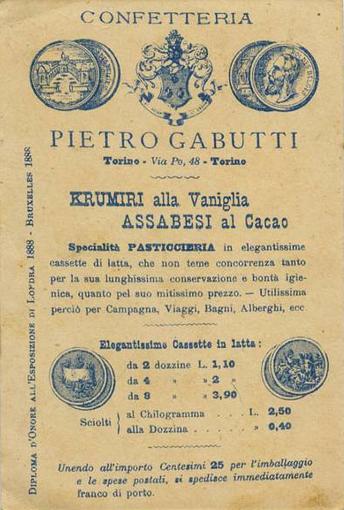 CONFETTERIA
PIETRO GABUTTI
Torino - Via Po, 48 - Torino
KRUMIRI alla Vaniglia
ASSABESI al Cacao
Specialità PASTICCIERIA in elegantissime
cassette di latta, che non teme concorrenza tanto
per la sua lunghissima conservazione e bontà igie-
nica, quanto pel suo mitissimo prezzo. — Utilissima
perciò per Campagna, Viaggi, Bagni, Alberghi, ecc
Elegantissime Cassette in latta:
da 2 dozzine L. 1,10
da 4 » » 2 »
da 8 » » 3,90
Sciolti
al Chilogramma . . . . L. 2,50
alla Dozzina . . . . . » 0,40
Unendo all'importo Centesimi 25 per l'imballaggio
e le spese postali, si spedisce immediatamente
franco di porto.
DIPLOMA D'ONORE ALL'ESPOSIZIONE DI LONDRA 1888 - BRUXELLES 1888